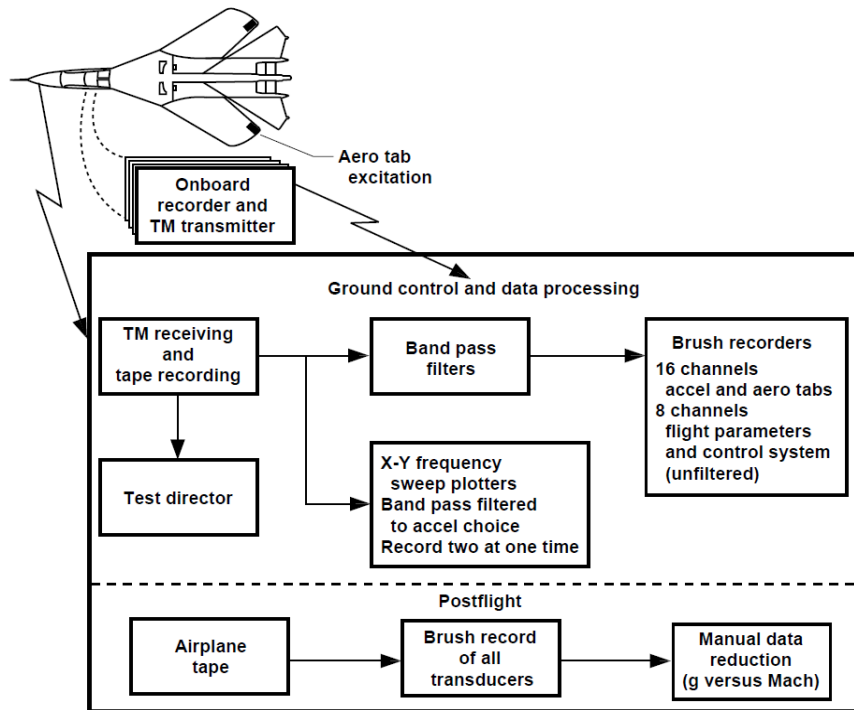 Aero tab
excitation
Onboard
recorder and
TM transmitter
Ground control and data processing
TM receiving
and
tape recording
Band pass
filters
Brush recorders
16 channels
accel and aero tabs
8 channels
flight parameters
and control system
(unfiltered)
Test director
X-Y frequency
sweep plotters
Band pass filtered
to accel choice
Record two at one time
Postflight
Airplane
tape
Brush record
of all
transducers
Manual data
reduction
(g versus Mach)